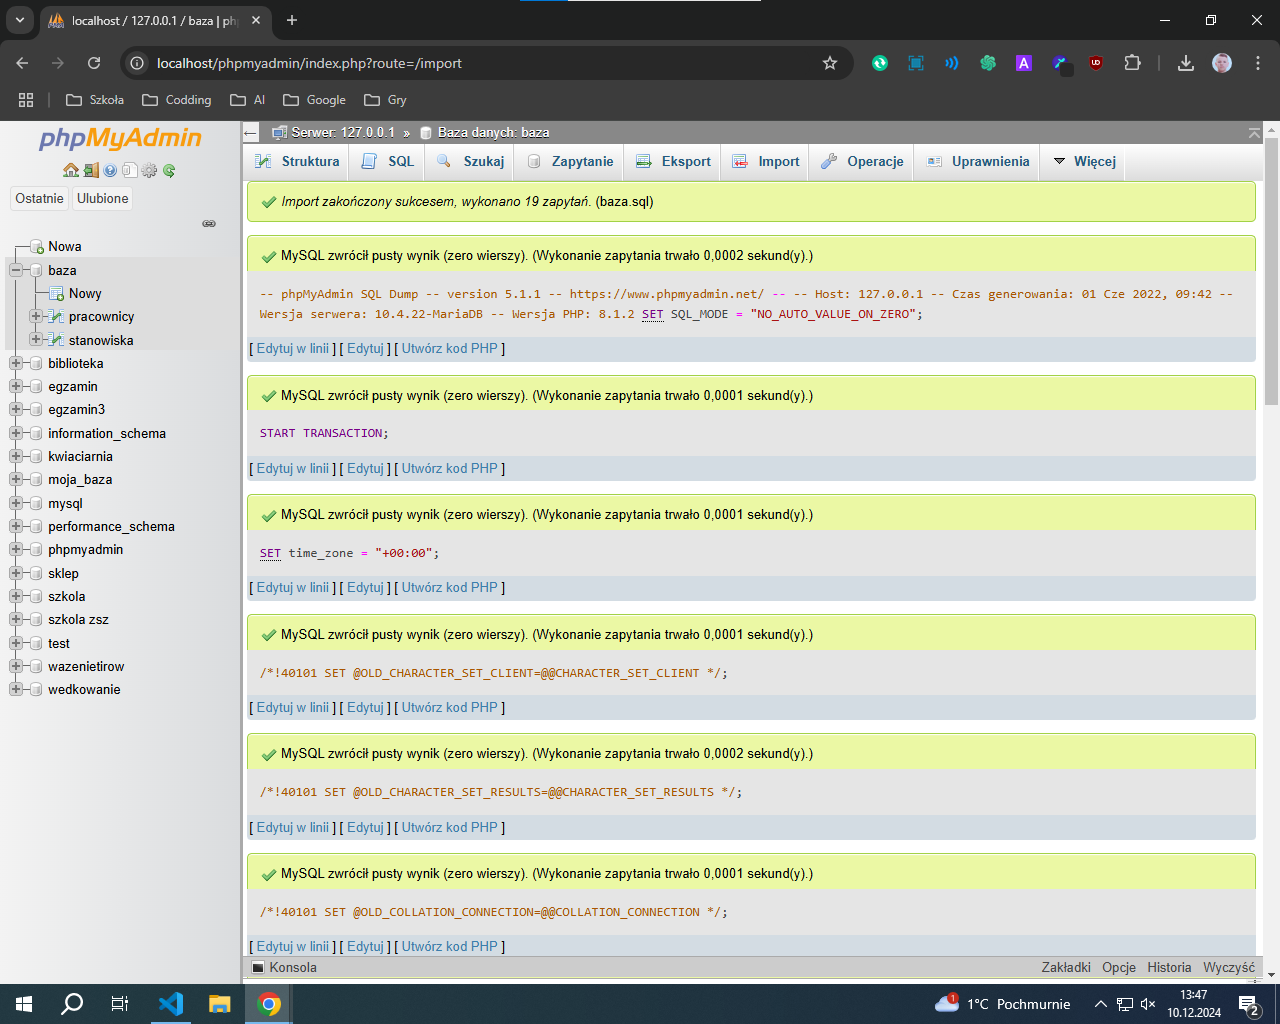 localhost / 127.0.0.1 / baza | ph
localhost/phpmyadmin/index.php?route=/import
Szkoła
Codding
AI
Google
Gry
phpMyAdmin
Ostatnie
Ulubione
Nowa
baza
Nowy
pracownicy
stanowiska
biblioteka
egzamin
egzamin3
information_schema
kwiaciarnia
moja_baza
mysql
performance_schema
phpmyadmin
sklep
szkola
szkola zsz
test
wazenietirow
wedkowanie
Serwer: 127.0.0.1 » Baza danych: baza
Struktura
SQL
Szukaj
Zapytanie
Eksport
Import
Operacje
Uprawnienia
Więcej
Import zakończony sukcesem, wykonano 19 zapytań. (baza.sql)
MySQL zwrócił pusty wynik (zero wierszy). (Wykonanie zapytania trwało 0,0002 sekund(y).)
-- phpMyAdmin SQL Dump -- version 5.1.1 -- https://www.phpmyadmin.net/ -- -- Host: 127.0.0.1 -- Czas generowania: 01 Cze 2022, 09:42 --
Wersja serwera: 10.4.22-MariaDB -- Wersja PHP: 8.1.2 SET SQL_MODE = "NO_AUTO_VALUE_ON_ZERO";
[ Edytuj w linii ] [ Edytuj ] [ Utwórz kod PHP ]
MySQL zwrócił pusty wynik (zero wierszy). (Wykonanie zapytania trwało 0,0001 sekund(y).)
START TRANSACTION;
[ Edytuj w linii ] [ Edytuj ] [ Utwórz kod PHP ]
MySQL zwrócił pusty wynik (zero wierszy). (Wykonanie zapytania trwało 0,0001 sekund(y).)
SET time_zone = "+00:00";
[ Edytuj w linii ] [ Edytuj ] [ Utwórz kod PHP ]
MySQL zwrócił pusty wynik (zero wierszy). (Wykonanie zapytania trwało 0,0001 sekund(y).)
/*!40101 SET @OLD_CHARACTER_SET_CLIENT=@@CHARACTER_SET_CLIENT */;
[ Edytuj w linii ] [ Edytuj ] [ Utwórz kod PHP ]
MySQL zwrócił pusty wynik (zero wierszy). (Wykonanie zapytania trwało 0,0002 sekund(y).)
/*!40101 SET @OLD_CHARACTER_SET_RESULTS=@@CHARACTER_SET_RESULTS */;
[ Edytuj w linii ] [ Edytuj ] [ Utwórz kod PHP ]
MySQL zwrócił pusty wynik (zero wierszy). (Wykonanie zapytania trwało 0,0001 sekund(y).)
/*!40101 SET @OLD_COLLATION_CONNECTION=@@COLLATION_CONNECTION */;
[ Edytuj w linii ] [ Edytuj ] [ Utwórz kod PHP ]
Konsola
Zakładki
Opcje
Historia
Wyczyść
1
1°C Pochmurnie
13:47
10.12.2024
2